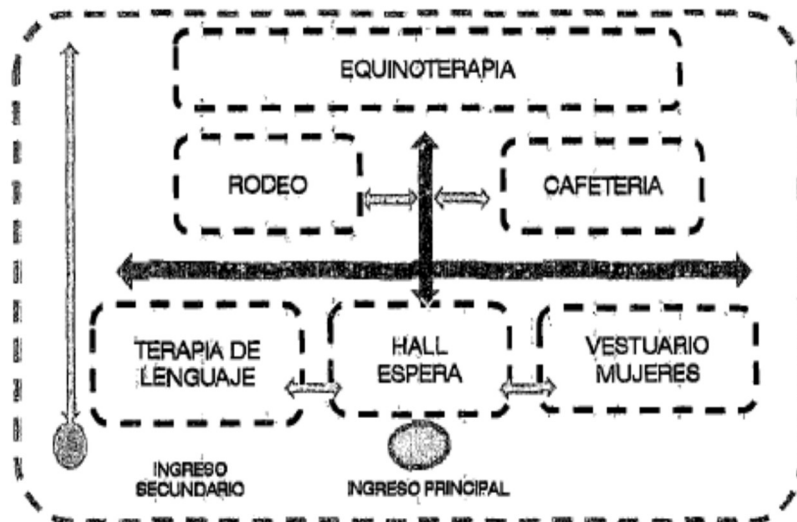 EQUINOTERAPIA
RODEO
CAFETERIA
TERAPIA DE
LENGUAJE
HALL
ESPERA
VESTUARIO
MUJERES
INGRESO
SECUNDARIO
INGRESO PRINCIPAL